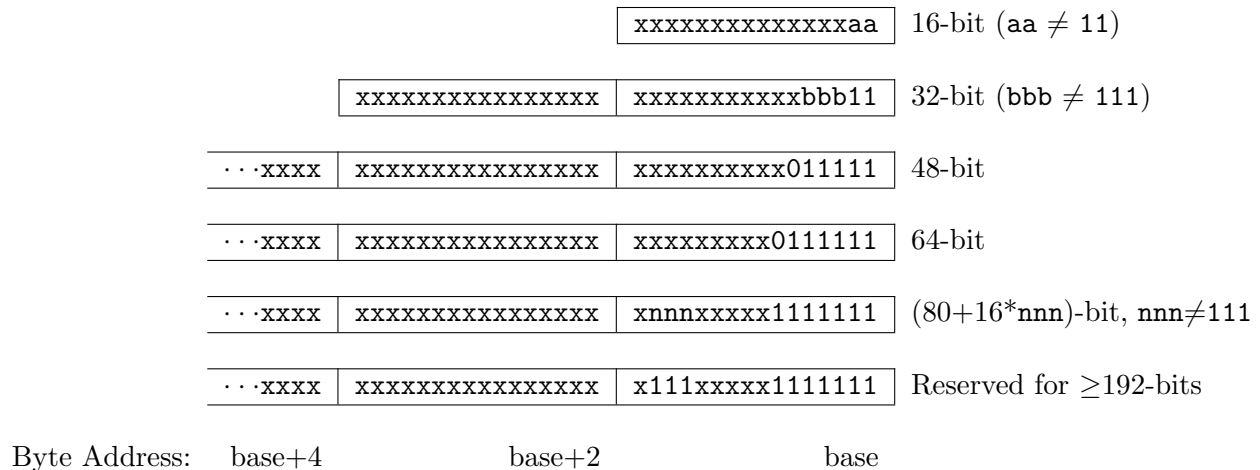 xxxxxxxxxxxxxxaa 16-bit (aa ≠ 11)
xxxxxxxxxxxxxxxx xxxxxxxxxxxbbb11 32-bit (bbb ≠ 111)
···xxxx xxxxxxxxxxxxxxxx xxxxxxxxxx011111 48-bit
···xxxx xxxxxxxxxxxxxxxx xxxxxxxxx0111111 64-bit
···xxxx xxxxxxxxxxxxxxxx xnnnxxxxx1111111 (80+16*nnn)-bit, nnn≠111
···xxxx xxxxxxxxxxxxxxxx x111xxxxx1111111 Reserved for ≥192-bits
Byte Address: base+4 base+2 base